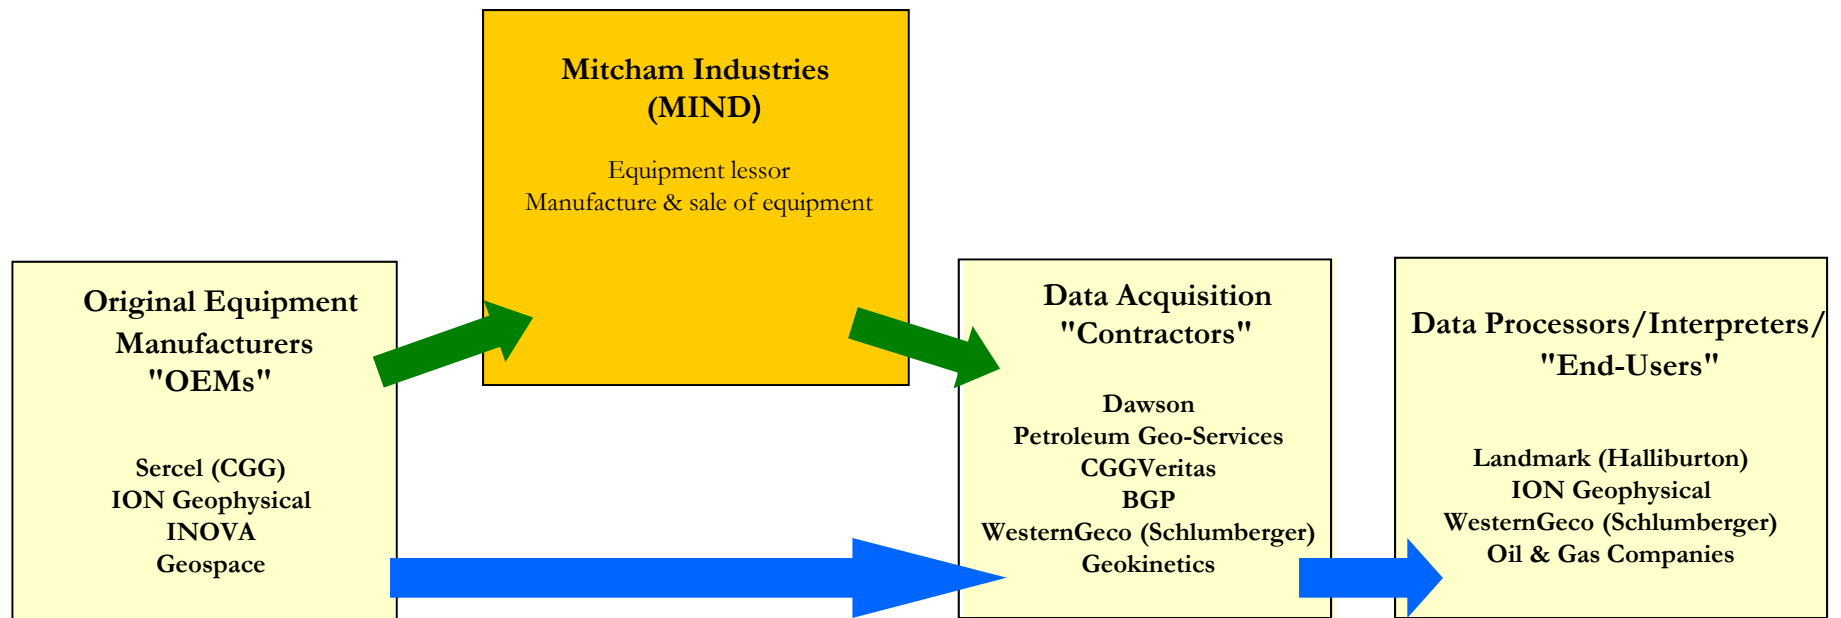 Mitcham Industries
(MIND)
Equipment lessor
Manufacture & sale of equipment
Original Equipment
Manufacturers
"OEMs"
Sercel (CGG)
ION Geophysical
INOVA
Geospace
Data Acquisition
"Contractors"
Dawson
Petroleum Geo-Services
CGGVeritas
BGP
WesternGeco (Schlumberger)
Geokinetics
Data Processors/Interpreters/
"End-Users"
Landmark (Halliburton)
ION Geophysical
WesternGeco (Schlumberger)
Oil & Gas Companies